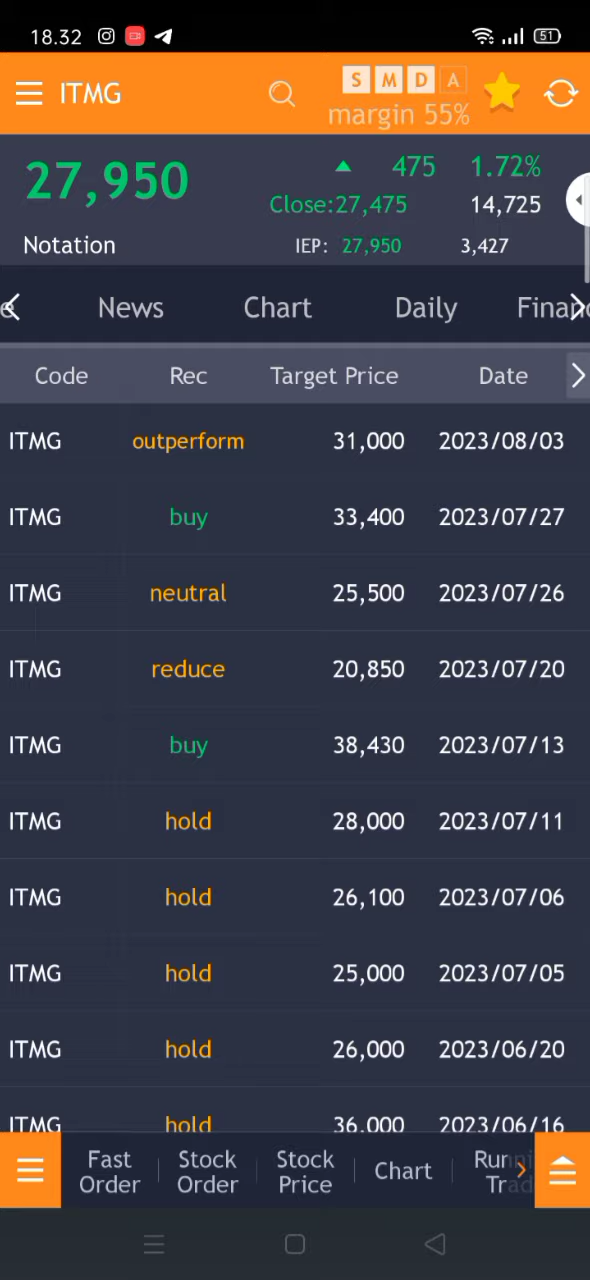 18.32 51
ITMG S M D A
margin 55%
27,950 ▲ 475 1.72%
Close:27,475 14,725
Notation IEP: 27,950 3,427
e News Chart Daily Finan
Code Rec Target Price Date
ITMG outperform 31,000 2023/08/03
ITMG buy 33,400 2023/07/27
ITMG neutral 25,500 2023/07/26
ITMG reduce 20,850 2023/07/20
ITMG buy 38,430 2023/07/13
ITMG hold 28,000 2023/07/11
ITMG hold 26,100 2023/07/06
ITMG hold 25,000 2023/07/05
ITMG hold 26,000 2023/06/20
ITMG hold 36,000 2023/06/16
Fast Order Stock Order Stock Price Chart Runni Trad